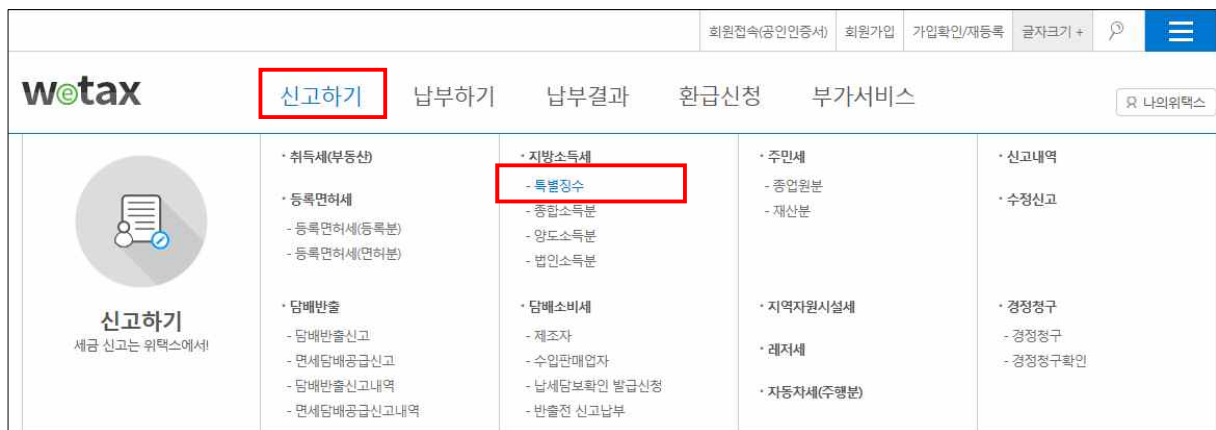 회원접속(공인인증서) 회원가입 가입확인/재등록 글자크기 +
wetax 신고하기 납부하기 납부결과 환급신청 부가서비스 나의위택스
신고하기
세금 신고는 위택스에서!
· 취득세(부동산)
· 등록면허세
- 등록면허세(등록분)
- 등록면허세(면허분)
· 지방소득세
- 특별징수
- 종합소득분
- 양도소득분
- 법인소득분
· 주민세
- 종업원분
- 재산분
· 신고내역
· 수정신고
· 담배반출
- 담배반출신고
- 면세담배공급신고
- 담배반출신고내역
- 면세담배공급신고내역
· 담배소비세
- 제조자
- 수입판매업자
- 납세담보확인 발급신청
- 반출전 신고납부
· 지역자원시설세
· 레저세
· 자동차세(주행분)
· 경정청구
- 경정청구
- 경정청구확인